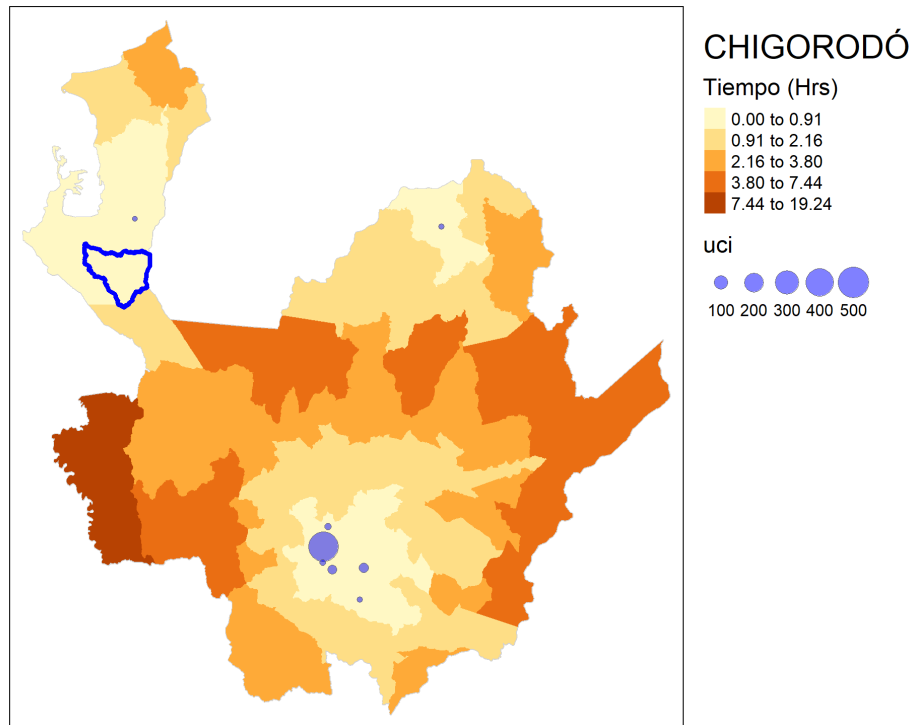 CHIGORODÓ
Tiempo (Hrs)
0.00 to 0.91
0.91 to 2.16
2.16 to 3.80
3.80 to 7.44
7.44 to 19.24
uci
100 200 300 400 500